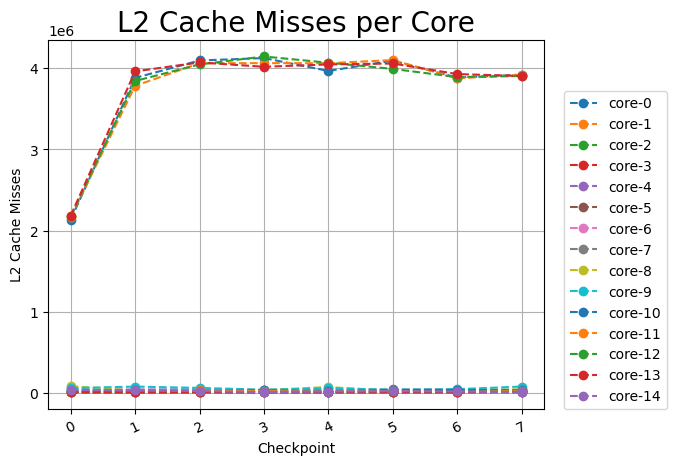 L2 Cache Misses per Core
1e6
4
3
2
1
0
L2 Cache Misses
0 1 2 3 4 5 6 7
Checkpoint
core-0
core-1
core-2
core-3
core-4
core-5
core-6
core-7
core-8
core-9
core-10
core-11
core-12
core-13
core-14